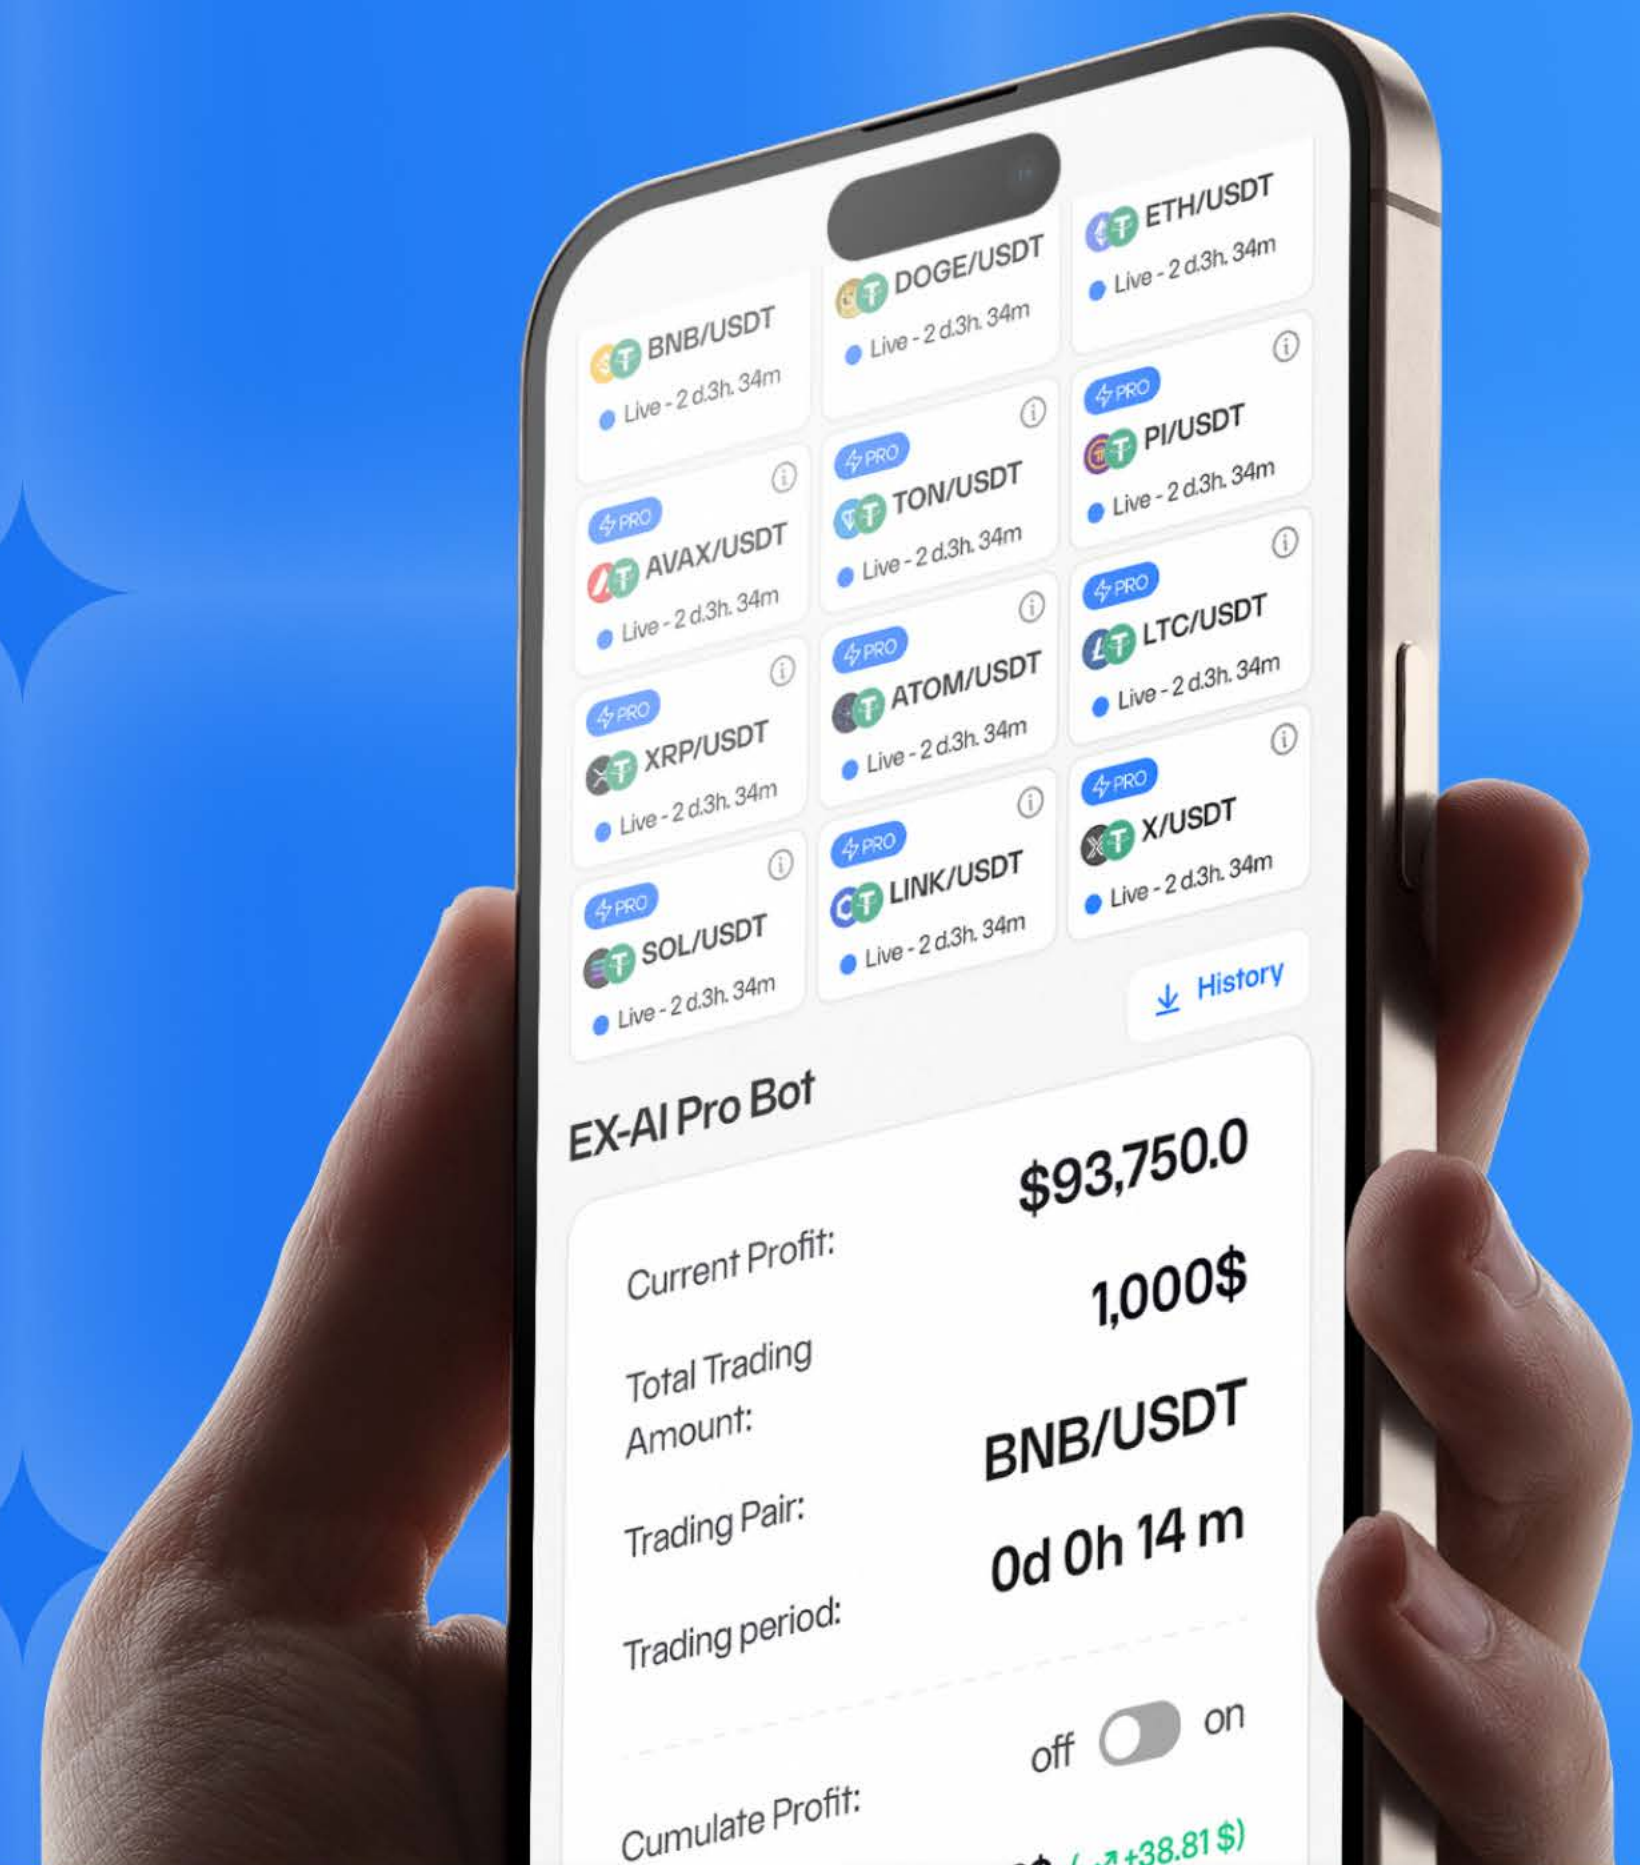 BNB/USDT
Live - 2 d.3h. 34m
DOGE/USDT
Live - 2 d.3h. 34m
ETH/USDT
Live - 2 d.3h. 34m
PRO
AVAX/USDT
Live - 2 d.3h. 34m
PRO
TON/USDT
Live - 2 d.3h. 34m
PRO
PI/USDT
Live - 2 d.3h. 34m
PRO
XRP/USDT
Live - 2 d.3h. 34m
PRO
ATOM/USDT
Live - 2 d.3h. 34m
PRO
LTC/USDT
Live - 2 d.3h. 34m
PRO
SOL/USDT
Live - 2 d.3h. 34m
PRO
LINK/USDT
Live - 2 d.3h. 34m
PRO
X/USDT
Live - 2 d.3h. 34m
History
EX-AI Pro Bot
Current Profit: $93,750.0
Total Trading
Amount: 1,000$
Trading Pair: BNB/USDT
Trading period: 0d 0h 14 m
Cumulate Profit: off on
+38.81 $)